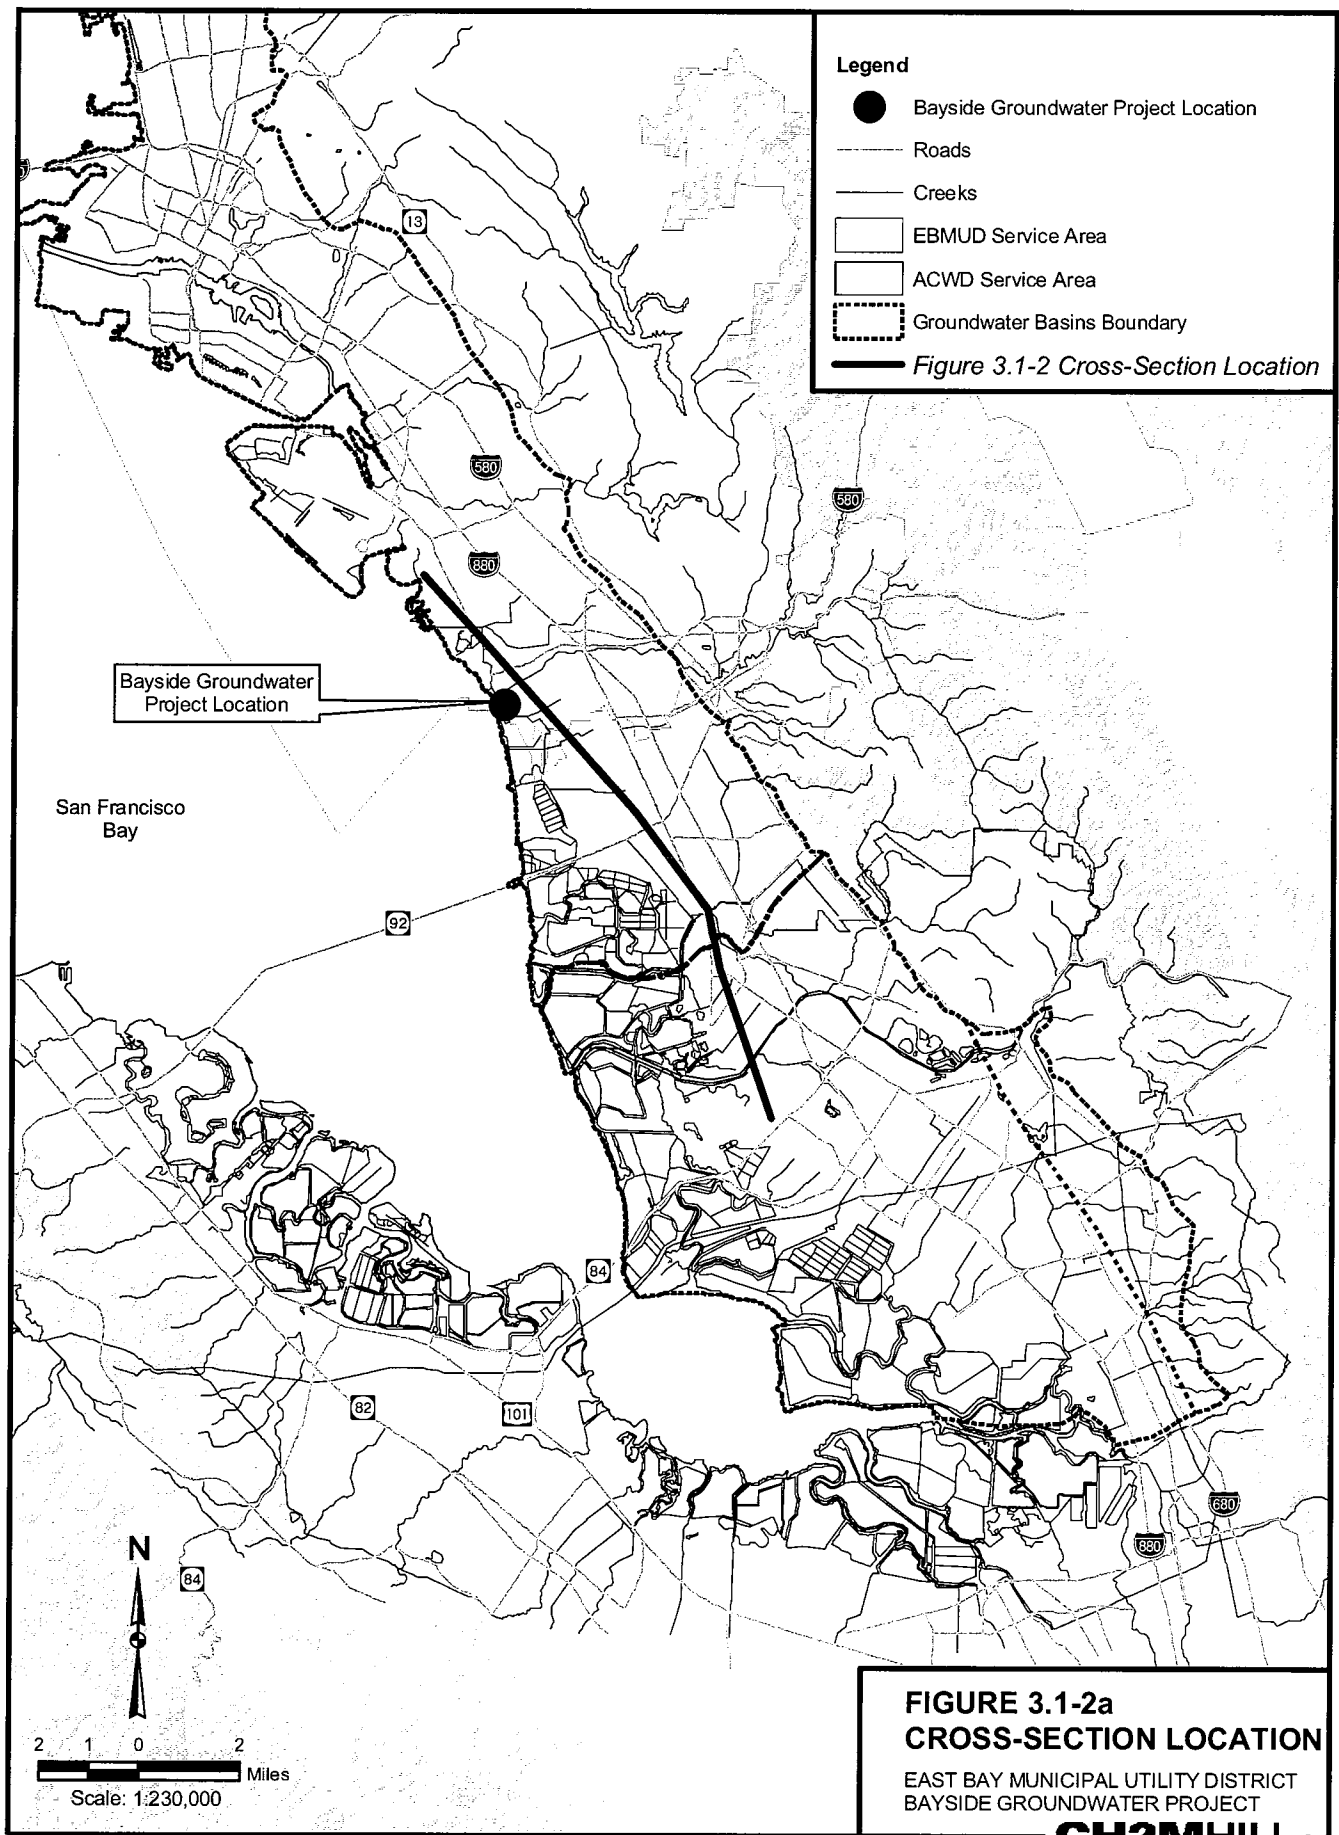 Legend
Bayside Groundwater Project Location
Roads
Creeks
EBMUD Service Area
ACWD Service Area
Groundwater Basins Boundary
Figure 3.1-2 Cross-Section Location
13
580
580
880
Bayside Groundwater
Project Location
San Francisco
Bay
92
84
82
101
680
880
N
84
2 1 0 2
Miles
Scale: 1:230,000
FIGURE 3.1-2a
CROSS-SECTION LOCATION
EAST BAY MUNICIPAL UTILITY DISTRICT
BAYSIDE GROUNDWATER PROJECT
CH2MHILL